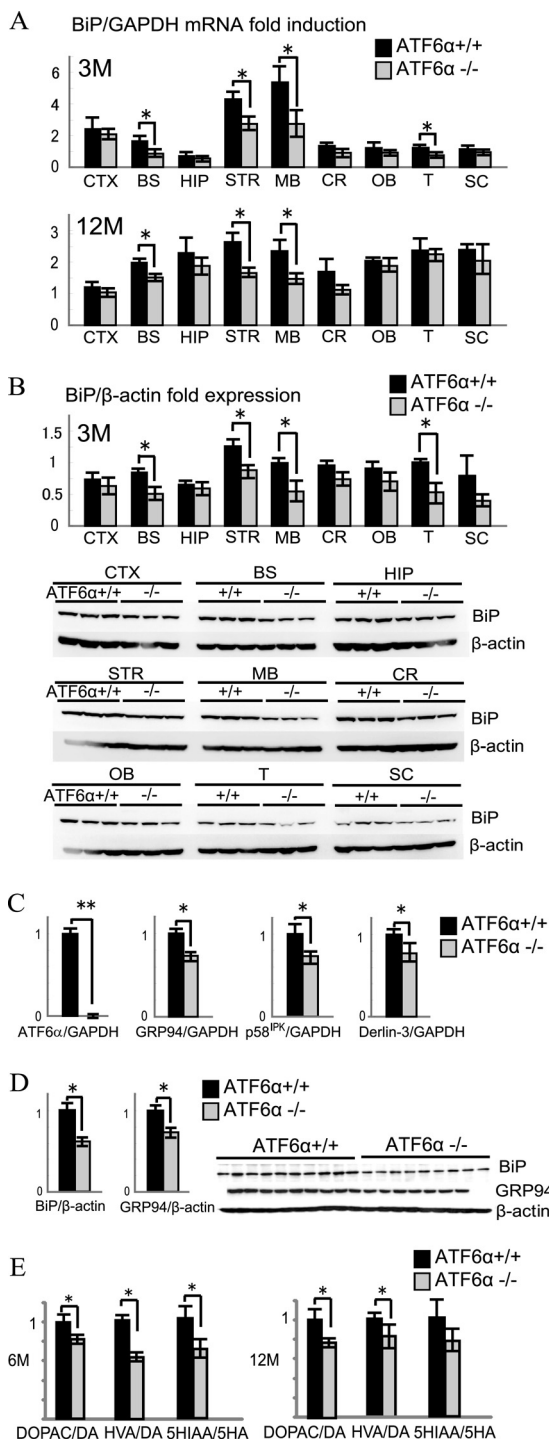 A
BiP/GAPDH mRNA fold induction
ATF6α+/+
ATF6α -/-
3M
6
4
2
0
* * * *
CTX BS HIP STR MB CR OB T SC
12M
3
2
1
0
* * *
CTX BS HIP STR MB CR OB T SC
B
BiP/β-actin fold expression
ATF6α+/+
ATF6α -/-
3M
1.5
1
0.5
0
* * * *
CTX BS HIP STR MB CR OB T SC
CTX BS HIP
ATF6α+/+ -/- +/+ -/- +/+ -/-
BiP
β-actin
STR MB CR
ATF6α+/+ -/- +/+ -/- +/+ -/-
BiP
β-actin
OB T SC
ATF6α+/+ -/- +/+ -/- +/+ -/-
BiP
β-actin
C
** * * *
ATF6α+/+
ATF6α -/-
1 1 1 1
0 0 0 0
ATF6α/GAPDH GRP94/GAPDH p58IPK/GAPDH Derlin-3/GAPDH
D
ATF6α+/+
ATF6α -/-
* *
1 1
0 0
BiP/β-actin GRP94/β-actin
ATF6α+/+ ATF6α -/-
BiP
GRP94
β-actin
E
ATF6α+/+
ATF6α -/-
* * * * *
1 1
6M 12M
0 0
DOPAC/DA HVA/DA 5HIAA/5HA DOPAC/DA HVA/DA 5HIAA/5HA